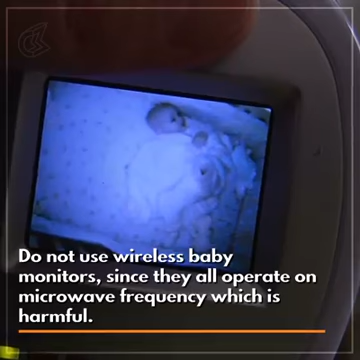 Do not use wireless baby
monitors, since they all operate on
microwave frequency which is
harmful.